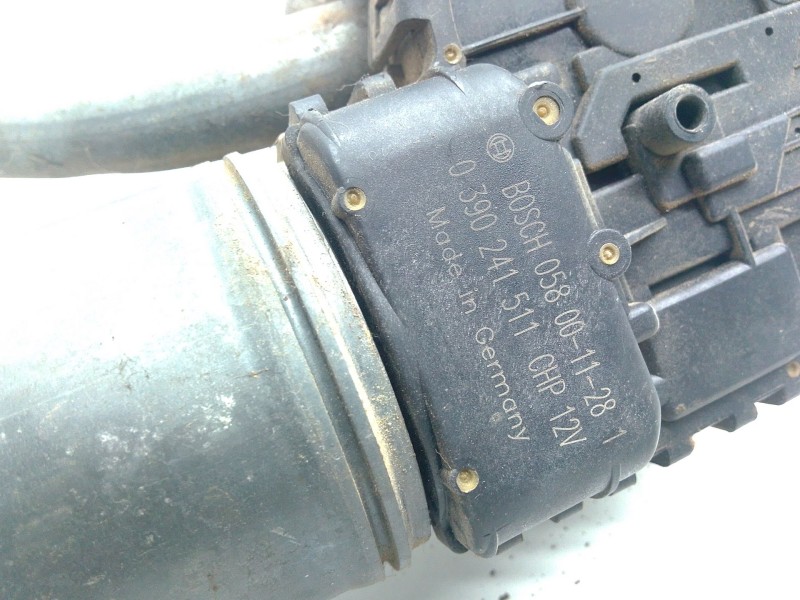 BOSCH 058 00-11-28 1
0 390 241 511 CHP 12V
Made in Germany